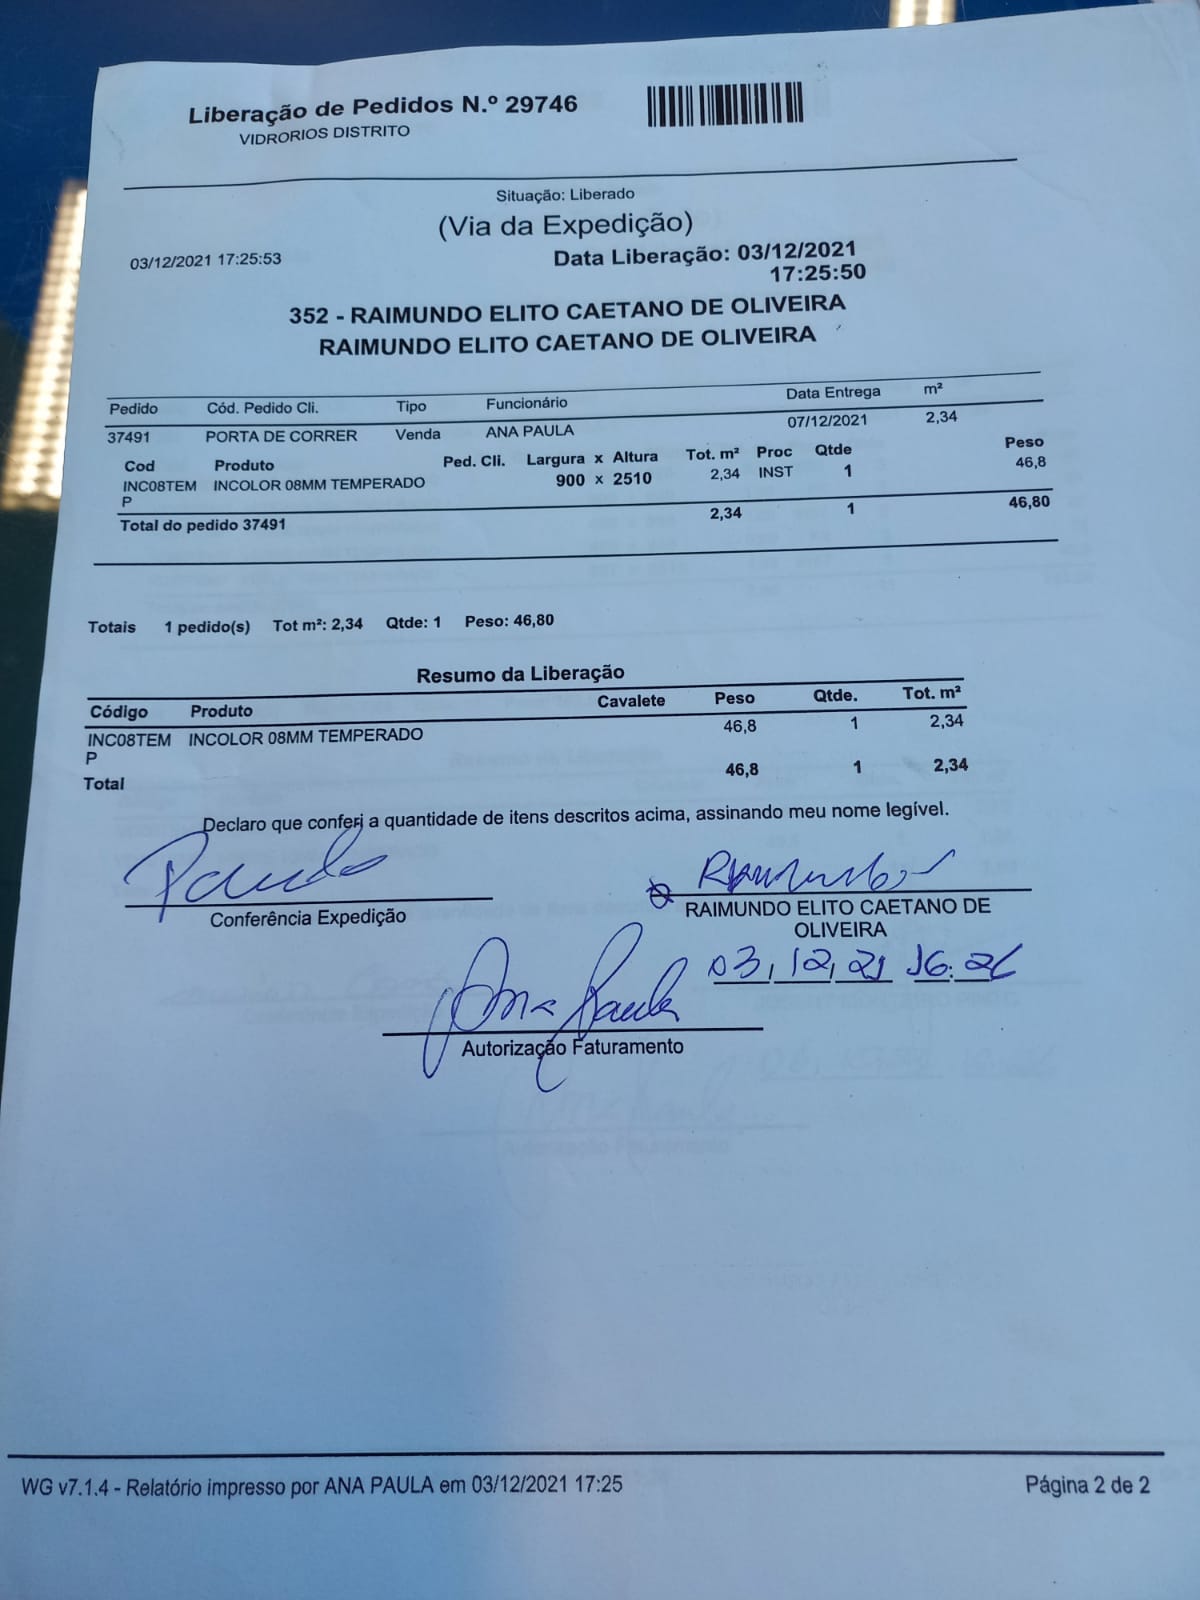 Liberação de Pedidos N.º 29746
VIDRORIOS DISTRITO
Situação: Liberado
(Via da Expedição)
03/12/2021 17:25:53
Data Liberação: 03/12/2021
17:25:50
352 - RAIMUNDO ELITO CAETANO DE OLIVEIRA
RAIMUNDO ELITO CAETANO DE OLIVEIRA
Pedido Cód. Pedido Cli. Tipo Funcionário Data Entrega m²
37491 PORTA DE CORRER Venda ANA PAULA 07/12/2021 2,34
Cod Produto Ped. Cli. Largura x Altura Tot. m² Proc Qtde Peso
INC08TEM INCOLOR 08MM TEMPERADO 900 x 2510 2,34 INST 1 46,8
P
Total do pedido 37491 2,34 1 46,80
Totais 1 pedido(s) Tot m²: 2,34 Qtde: 1 Peso: 46,80
Resumo da Liberação
Código Produto Cavalete Peso Qtde. Tot. m²
INC08TEM INCOLOR 08MM TEMPERADO 46,8 1 2,34
P
Total 46,8 1 2,34
Declaro que conferi a quantidade de itens descritos acima, assinando meu nome legível.
Conferência Expedição
RAIMUNDO ELITO CAETANO DE
OLIVEIRA
03, 12, 21 16:26
Ana Paula
Autorização Faturamento
WG v7.1.4 - Relatório impresso por ANA PAULA em 03/12/2021 17:25 Página 2 de 2